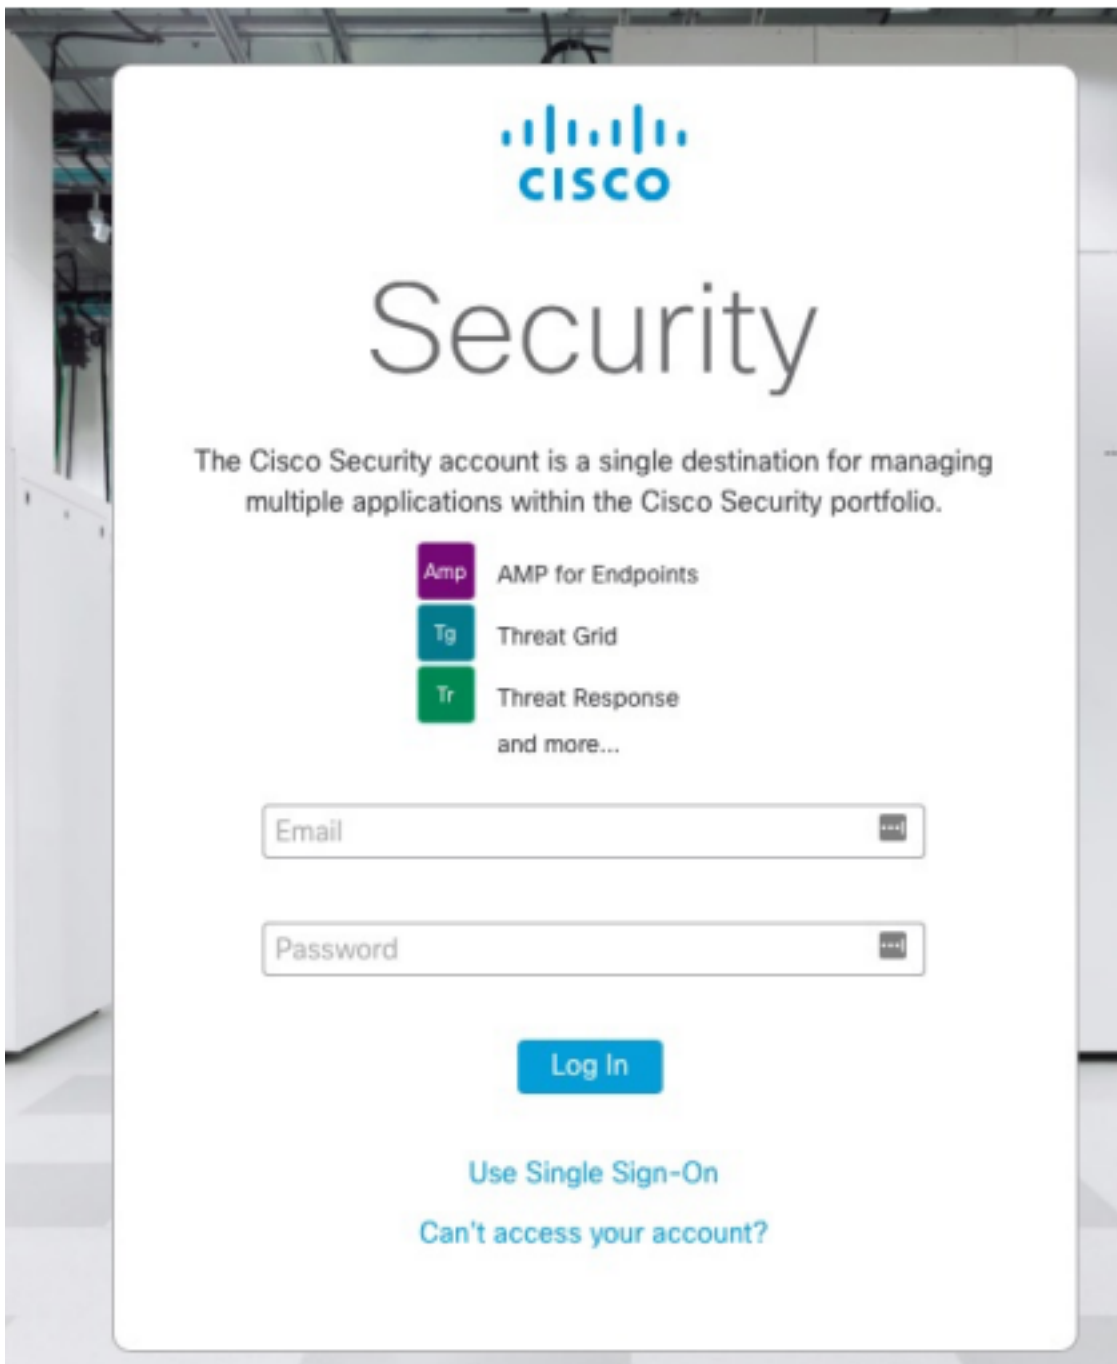 CISCO
Security
The Cisco Security account is a single destination for managing
multiple applications within the Cisco Security portfolio.
Amp AMP for Endpoints
Tg Threat Grid
Tr Threat Response
and more...
Email
Password
Log In
Use Single Sign-On
Can't access your account?